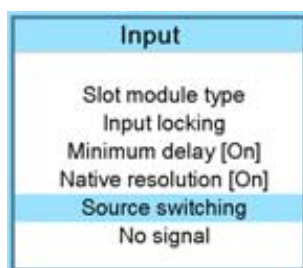 Input
Slot module type
Input locking
Minimum delay [On]
Native resolution [On]
Source switching
No signal